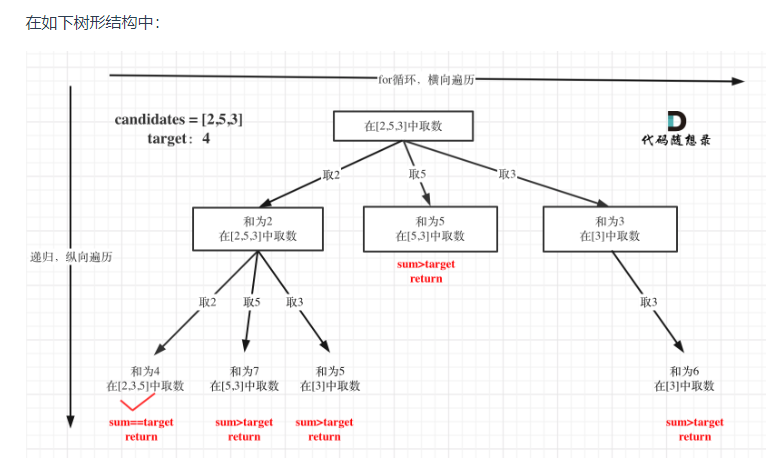 在如下树形结构中：
for循环，横向遍历
candidates = [2,5,3]
target：4
在[2,5,3]中取数
代码随想录
取2
取5
取3
和为2
在[2,5,3]中取数
和为5
在[5,3]中取数
和为3
在[3]中取数
sum>target
return
递归，纵向遍历
取2
取5
取3
取3
和为4
在[2,3,5]中取数
和为7
在[5,3]中取数
和为5
在[3]中取数
和为6
在[3]中取数
sum==target
return
sum>target
return
sum>target
return
sum>target
return